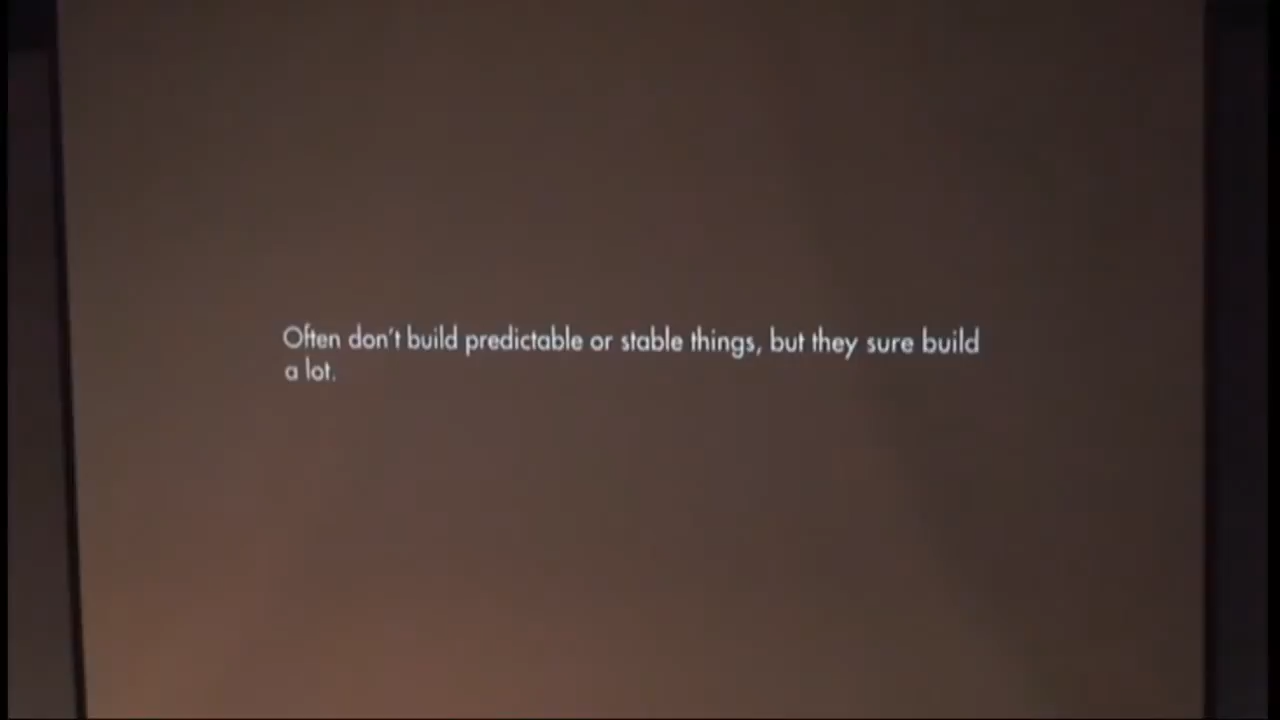 Often don't build predictable or stable things, but they sure build
a lot.